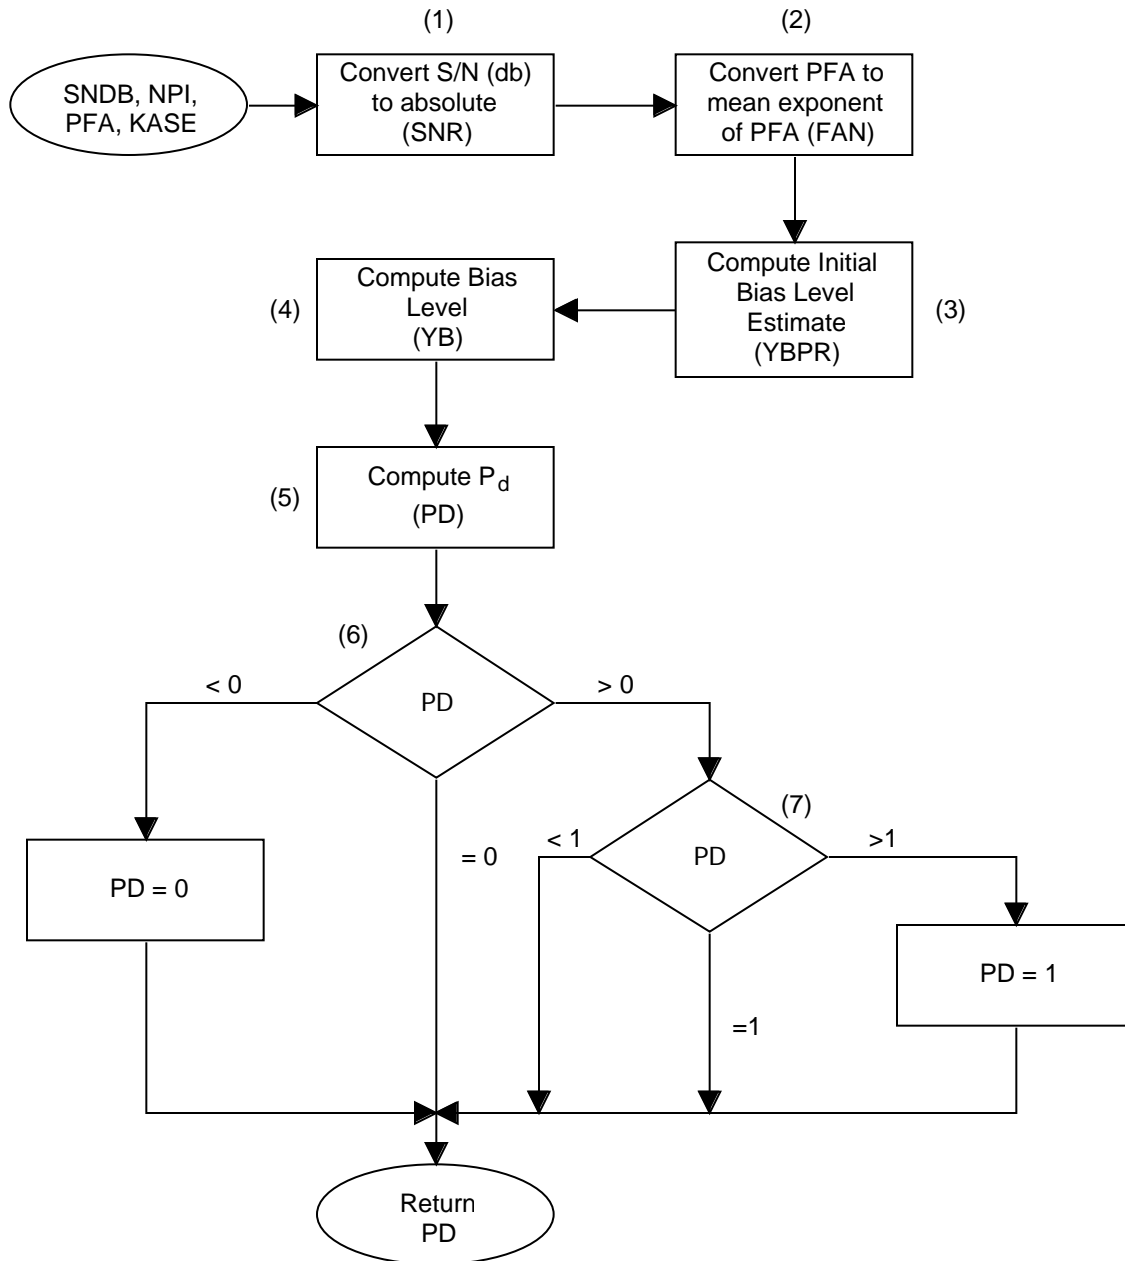 (1)
(2)
SNDB, NPI,
PFA, KASE
Convert S/N (db)
to absolute
(SNR)
Convert PFA to
mean exponent
of PFA (FAN)
(4)
Compute Bias
Level
(YB)
Compute Initial
Bias Level
Estimate
(YBPR)
(3)
(5)
Compute Pd
(PD)
(6)
< 0
PD
> 0
(7)
< 1
PD
>1
= 0
PD = 0
PD = 1
=1
Return
PD